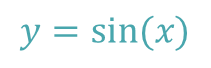 y = sin(x)